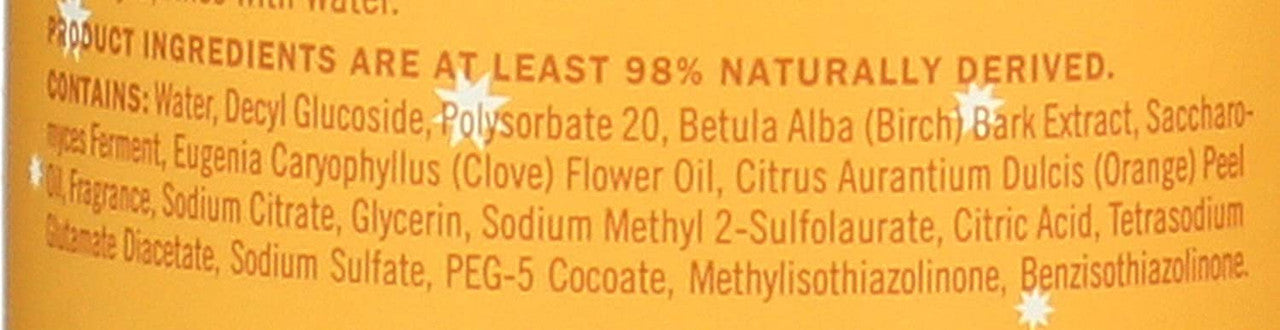 with water.
PRODUCT INGREDIENTS ARE AT LEAST 98% NATURALLY DERIVED.
CONTAINS: Water, Decyl Glucoside, Polysorbate 20, Betula Alba (Birch) Bark Extract, Saccharo-
myces Ferment, Eugenia Caryophyllus (Clove) Flower Oil, Citrus Aurantium Dulcis (Orange) Peel
Oil, Fragrance, Sodium Citrate, Glycerin, Sodium Methyl 2-Sulfolaurate, Citric Acid, Tetrasodium
Glutamate Diacetate, Sodium Sulfate, PEG-5 Cocoate, Methylisothiazolinone, Benzisothiazolinone.